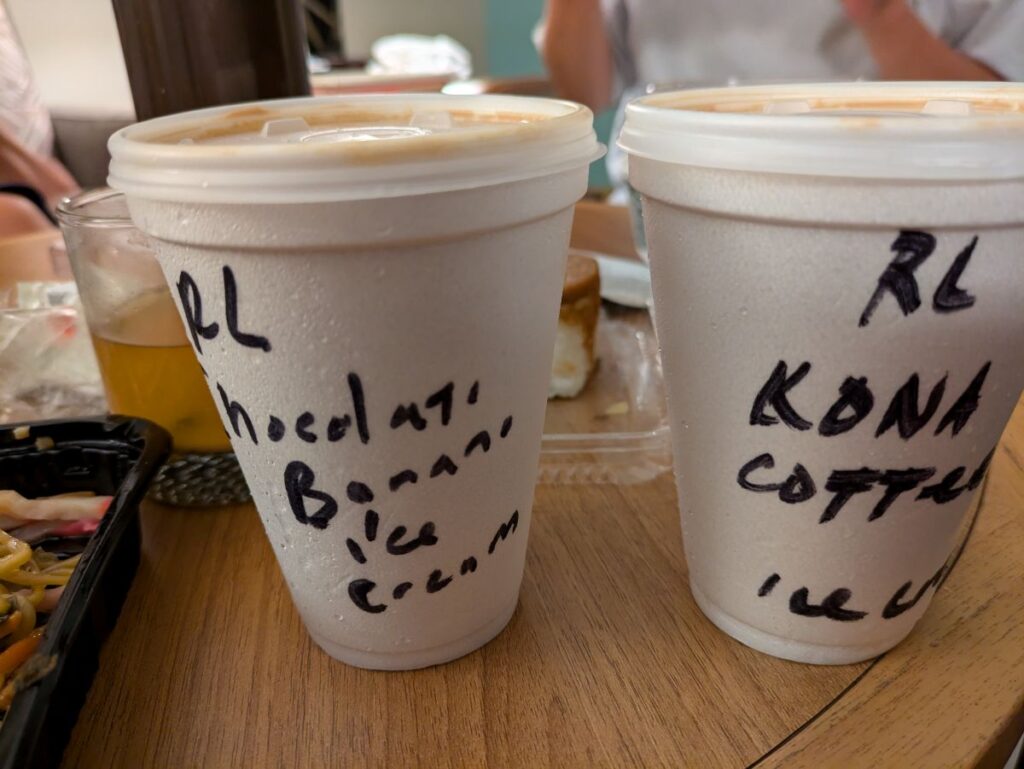 RL
Chocolate
Banana
ice
cream
RL
KONA
COFFee
ice